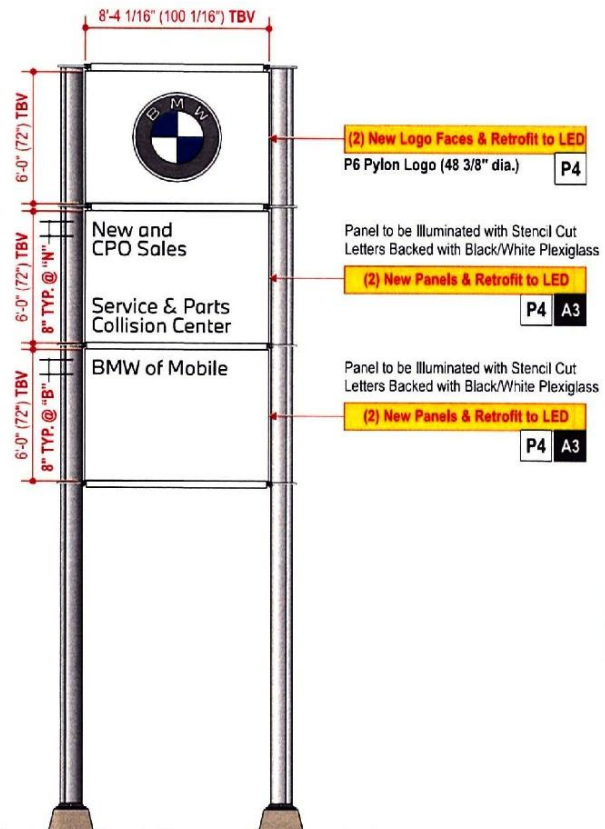 8'-4 1/16" (100 1/16") TBV
6'-0" (72") TBV
BMW
(2) New Logo Faces & Retrofit to LED
P6 Pylon Logo (48 3/8" dia.)
P4
6'-0" (72") TBV
8" TYP. @ "N"
New and
CPO Sales
Service & Parts
Collision Center
Panel to be Illuminated with Stencil Cut
Letters Backed with Black/White Plexiglass
(2) New Panels & Retrofit to LED
P4 A3
6'-0" (72") TBV
8" TYP. @ "B"
BMW of Mobile
Panel to be Illuminated with Stencil Cut
Letters Backed with Black/White Plexiglass
(2) New Panels & Retrofit to LED
P4 A3